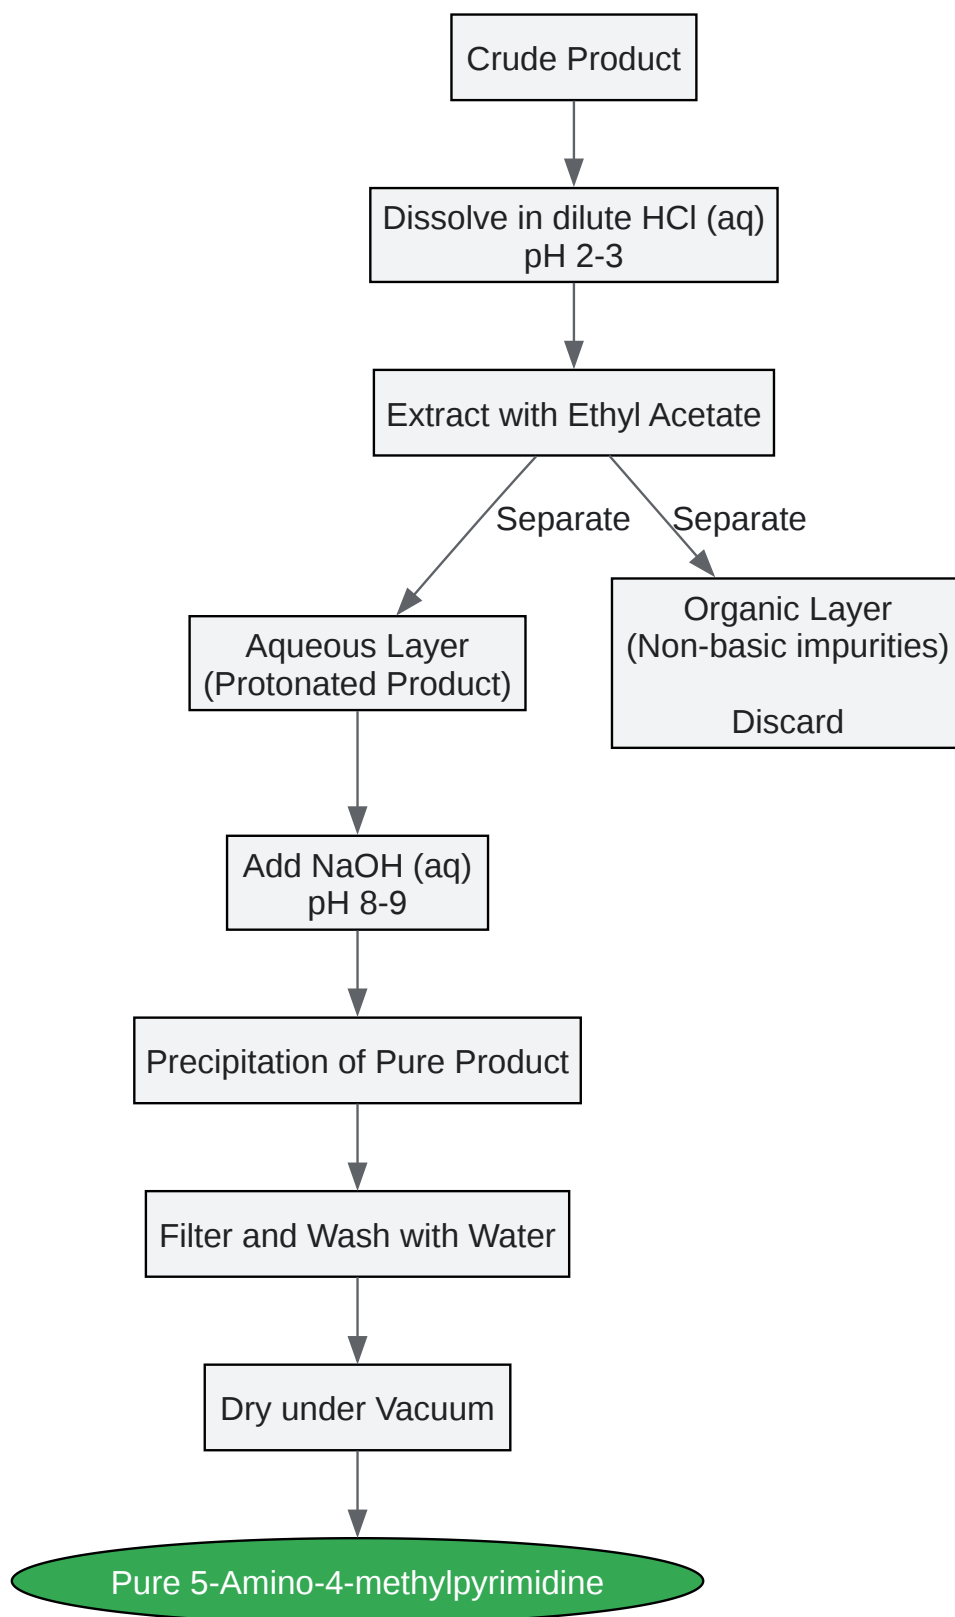 Crude Product
Dissolve in dilute HCl (aq)
pH 2-3
Extract with Ethyl Acetate
Separate
Separate
Organic Layer
(Non-basic impurities)
Discard
Aqueous Layer
(Protonated Product)
Add NaOH (aq)
pH 8-9
Precipitation of Pure Product
Filter and Wash with Water
Dry under Vacuum
Pure 5-Amino-4-methylpyrimidine